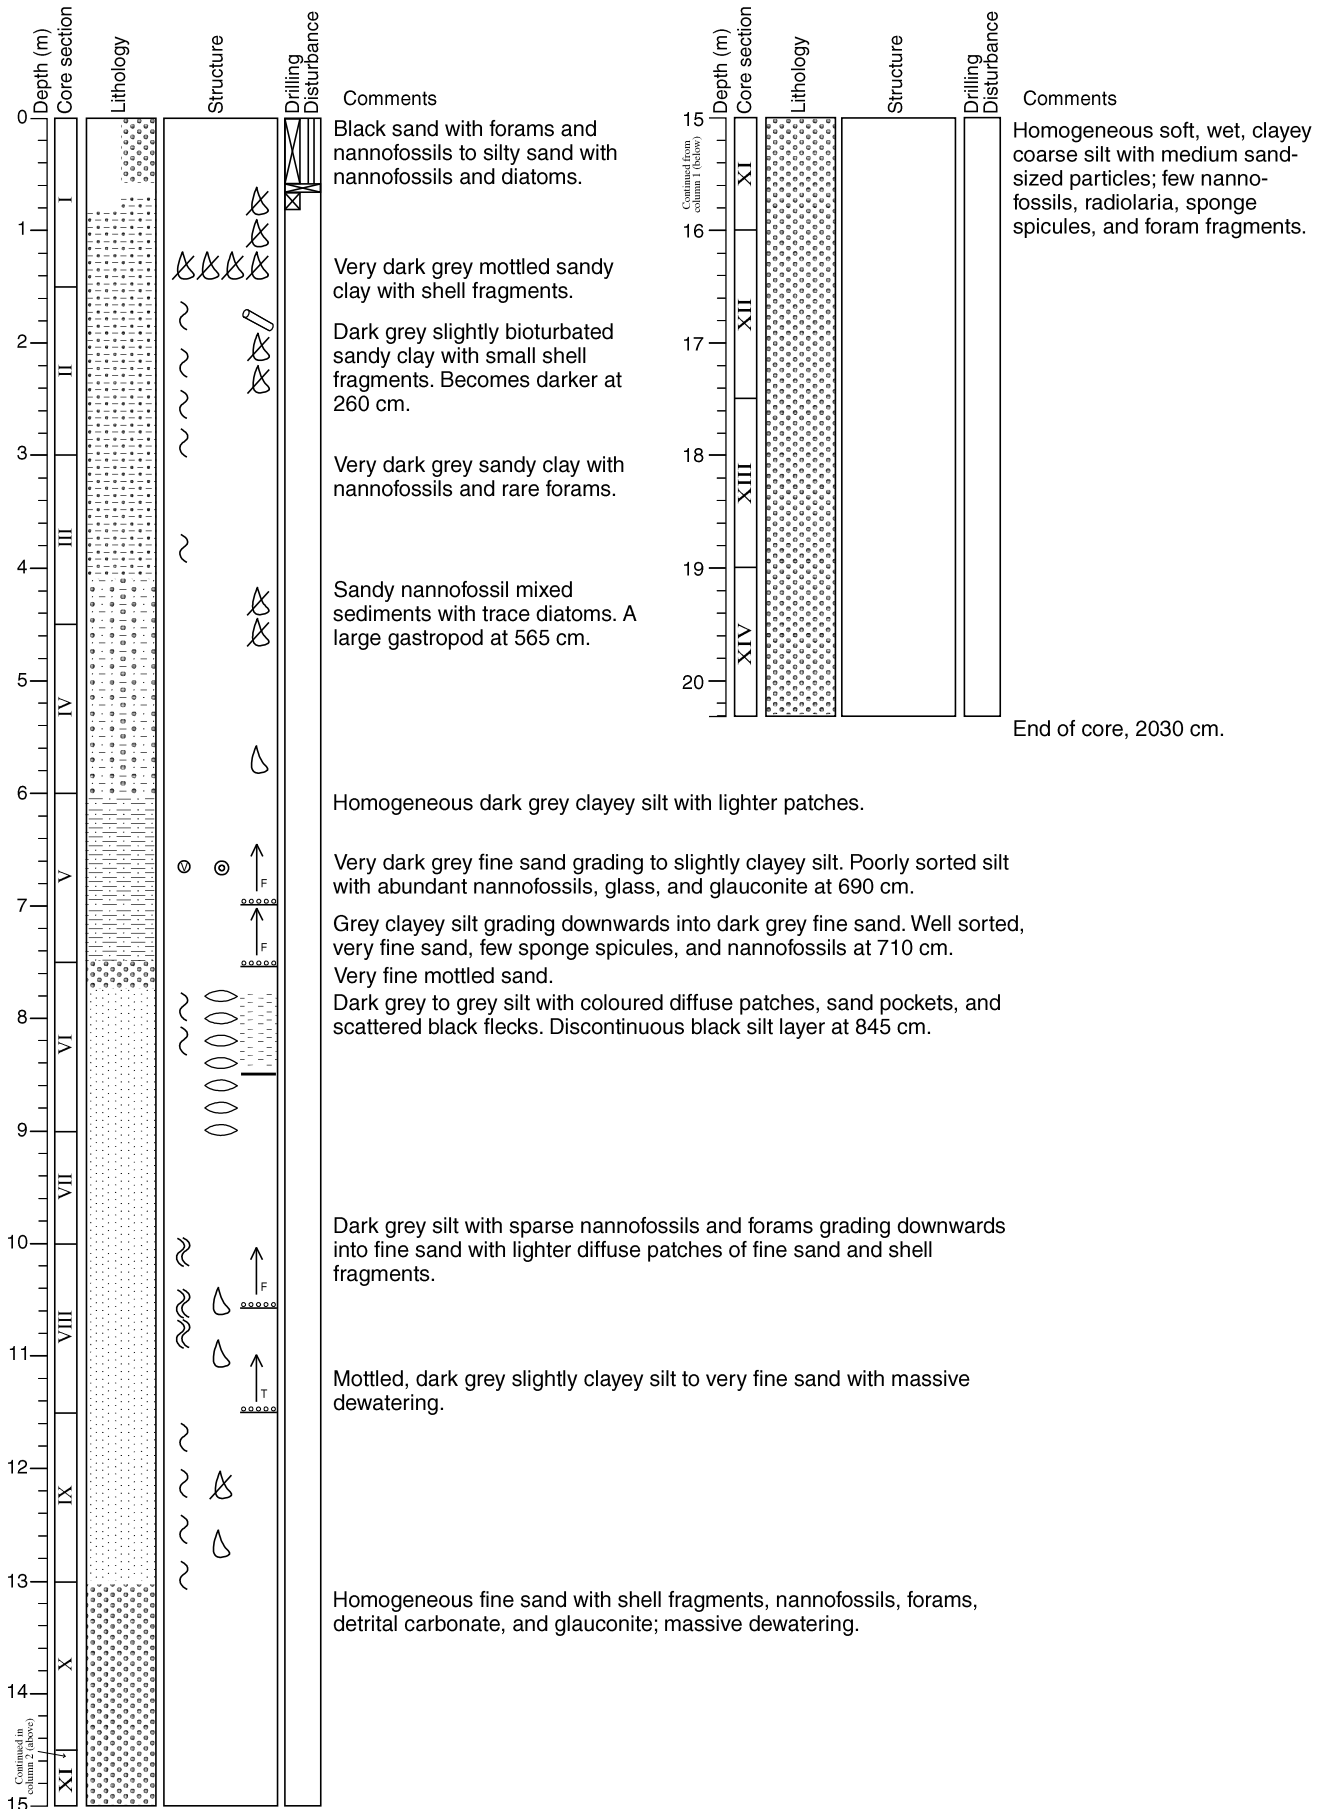 Depth (m)
Core section
Lithology
Structure
Drilling
Disturbance
Comments
0
1
2
3
4
5
6
7
8
9
10
11
12
13
14
15
I
II
III
IV
V
VI
VII
VIII
IX
X
XI
Continued in
column 2 (above)
F
F
F
T
V
Black sand with forams and
nannofossils to silty sand with
nannofossils and diatoms.
Very dark grey mottled sandy
clay with shell fragments.
Dark grey slightly bioturbated
sandy clay with small shell
fragments. Becomes darker at
260 cm.
Very dark grey sandy clay with
nannofossils and rare forams.
Sandy nannofossil mixed
sediments with trace diatoms. A
large gastropod at 565 cm.
Homogeneous dark grey clayey silt with lighter patches.
Very dark grey fine sand grading to slightly clayey silt. Poorly sorted silt
with abundant nannofossils, glass, and glauconite at 690 cm.
Grey clayey silt grading downwards into dark grey fine sand. Well sorted,
very fine sand, few sponge spicules, and nannofossils at 710 cm.
Very fine mottled sand.
Dark grey to grey silt with coloured diffuse patches, sand pockets, and
scattered black flecks. Discontinuous black silt layer at 845 cm.
Dark grey silt with sparse nannofossils and forams grading downwards
into fine sand with lighter diffuse patches of fine sand and shell
fragments.
Mottled, dark grey slightly clayey silt to very fine sand with massive
dewatering.
Homogeneous fine sand with shell fragments, nannofossils, forams,
detrital carbonate, and glauconite; massive dewatering.
Depth (m)
Core section
Lithology
Structure
Drilling
Disturbance
Comments
15
16
17
18
19
20
Continued from
column 1 (below)
XI
XII
XIII
XIV
Homogeneous soft, wet, clayey
coarse silt with medium sand-
sized particles; few nanno-
fossils, radiolaria, sponge
spicules, and foram fragments.
End of core, 2030 cm.